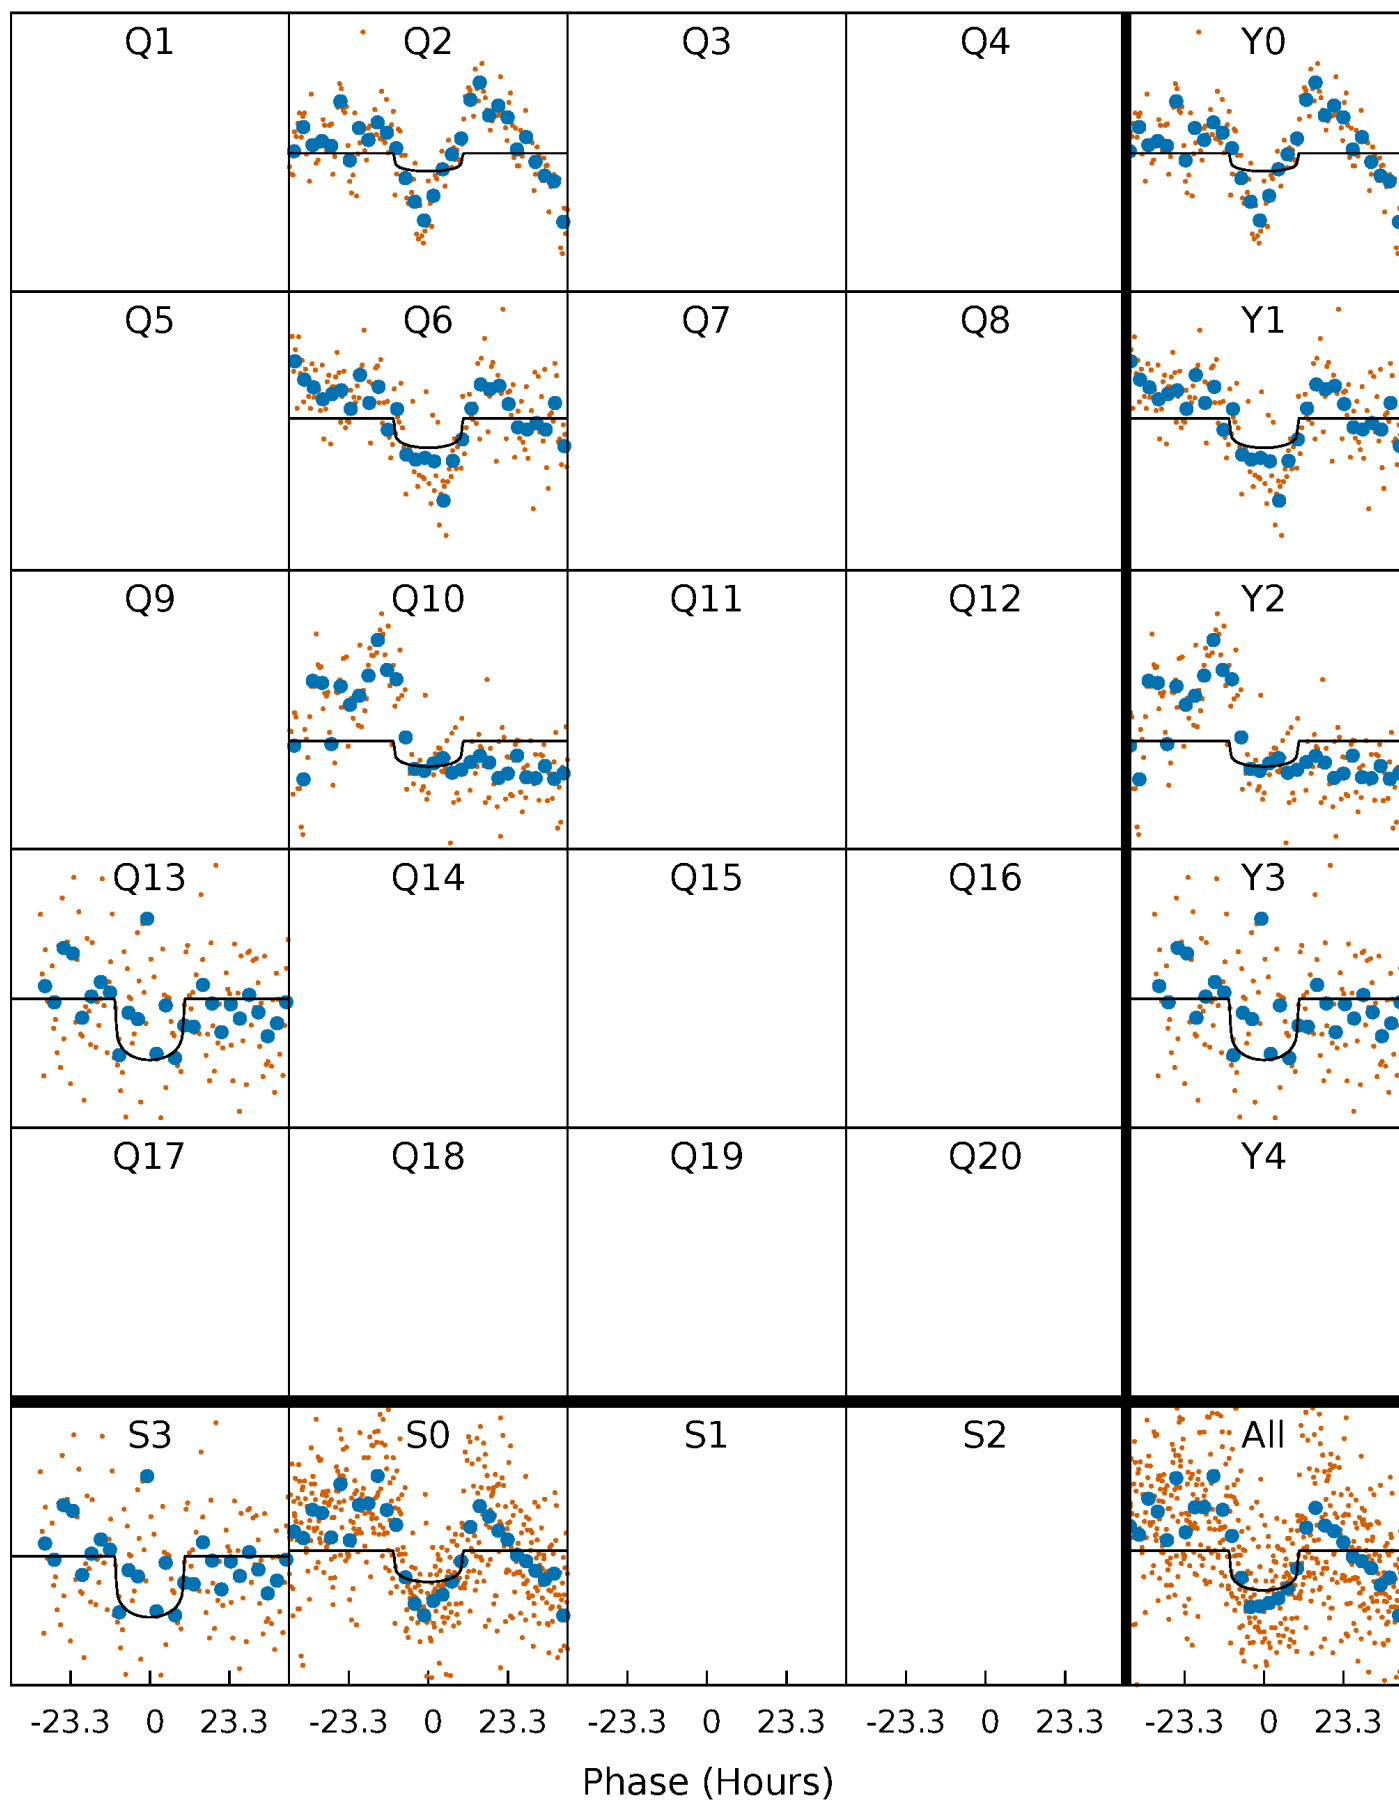 Q1 Q2 Q3 Q4 Y0
Q5 Q6 Q7 Q8 Y1
Q9 Q10 Q11 Q12 Y2
Q13 Q14 Q15 Q16 Y3
Q17 Q18 Q19 Q20 Y4
S3 S0 S1 S2 All
-23.3 0 23.3 -23.3 0 23.3 -23.3 0 23.3 -23.3 0 23.3 -23.3 0 23.3
Phase (Hours)